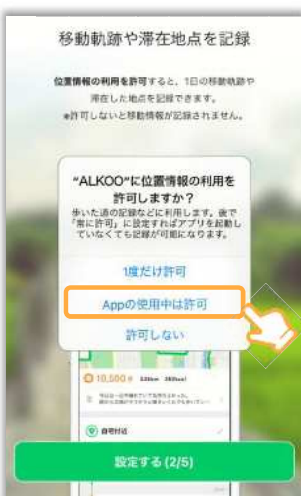 移動軌跡や滞在地点を記録
位置情報の利用を許可すると、1日の移動軌跡や
滞在した地点を記録できます。
※許可しないと移動情報が記録されません。
“ALKOO”に位置情報の利用を
許可しますか？
歩いた道の記録などに利用します。後で
「常に許可」に設定すればアプリを起動し
ていなくても記録が可能になります。
1度だけ許可
Appの使用中は許可
許可しない
10,500
自宅付近
設定する (2/5)